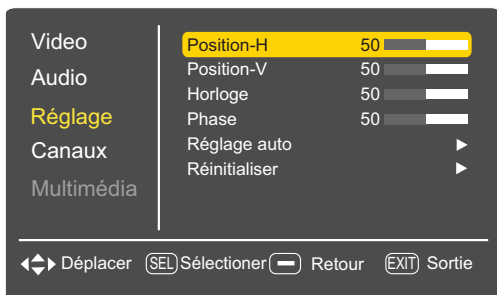 Video
Audio
Réglage
Canaux
Multimédia
Position-H 50
Position-V 50
Horloge 50
Phase 50
Réglage auto
Réinitialiser
Déplacer SEL Sélectioner Retour EXIT Sortie